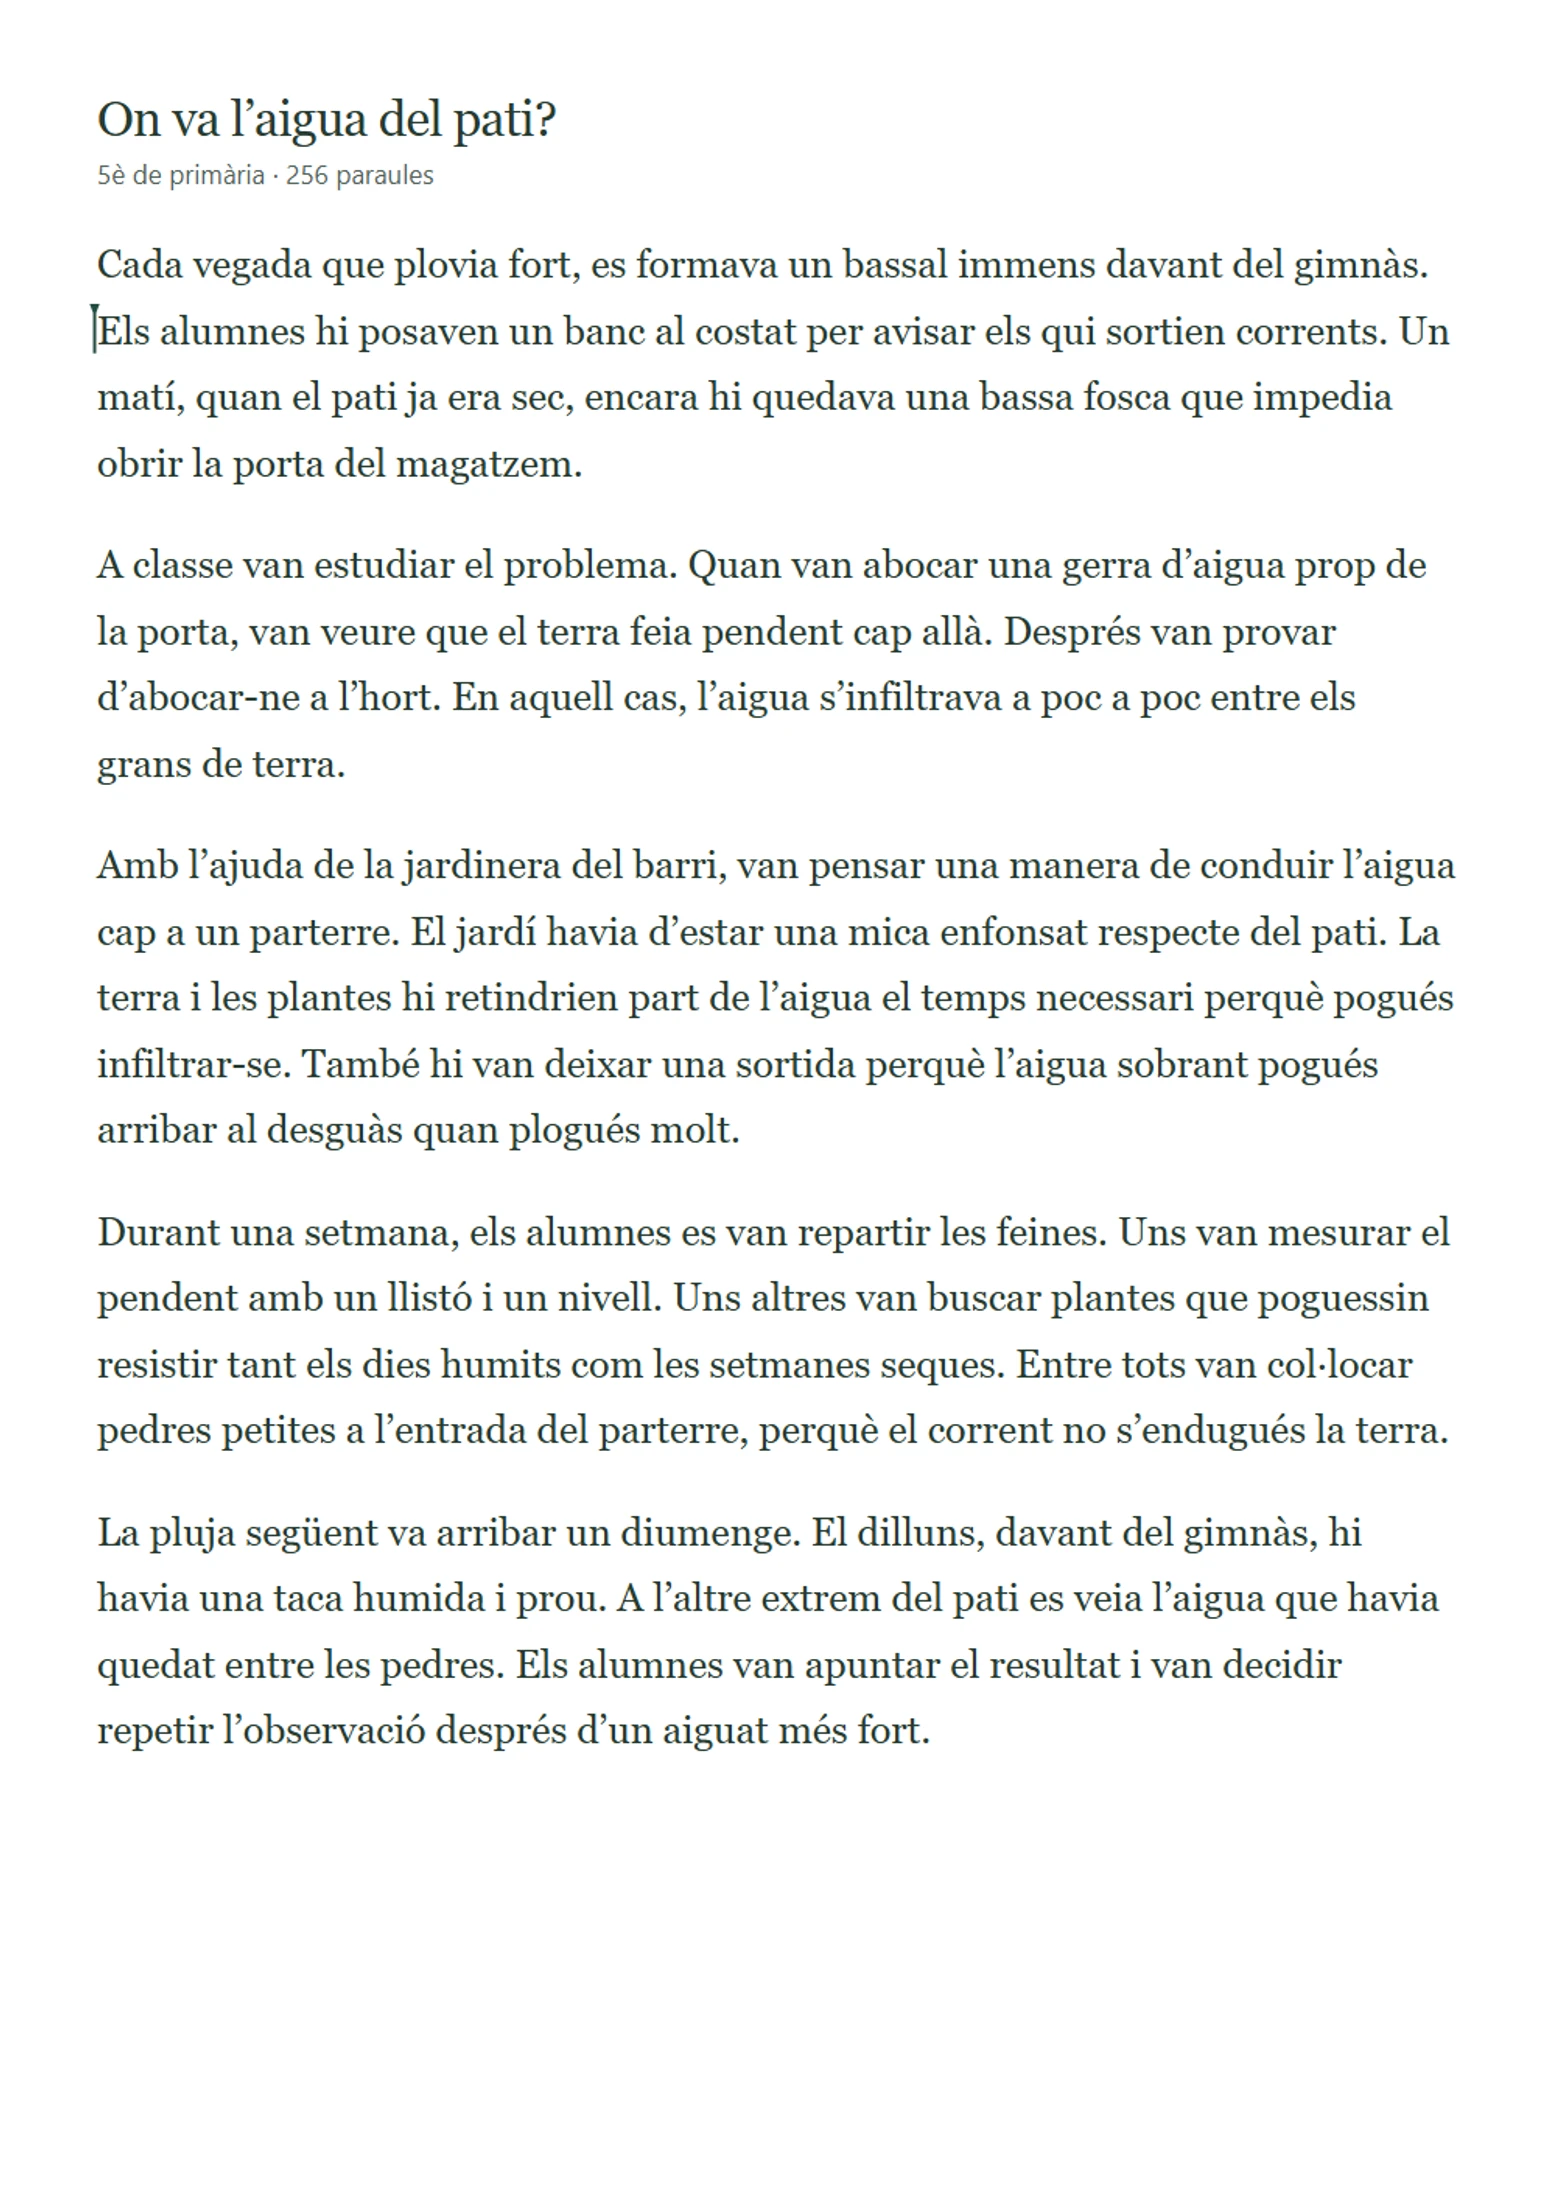 On va l’aigua del pati?
5è de primària · 256 paraules
Cada vegada que plovia fort, es formava un bassal immens davant del gimnàs.
Els alumnes hi posaven un banc al costat per avisar els qui sortien corrents. Un
matí, quan el pati ja era sec, encara hi quedava una bassa fosca que impedia
obrir la porta del magatzem.
A classe van estudiar el problema. Quan van abocar una gerra d’aigua prop de
la porta, van veure que el terra feia pendent cap allà. Després van provar
d’abocar-ne a l’hort. En aquell cas, l’aigua s’infiltrava a poc a poc entre els
grans de terra.
Amb l’ajuda de la jardinera del barri, van pensar una manera de conduir l’aigua
cap a un parterre. El jardí havia d’estar una mica enfonsat respecte del pati. La
terra i les plantes hi retindrien part de l’aigua el temps necessari perquè pogués
infiltrar-se. També hi van deixar una sortida perquè l’aigua sobrant pogués
arribar al desguàs quan plogués molt.
Durant una setmana, els alumnes es van repartir les feines. Uns van mesurar el
pendent amb un llistó i un nivell. Uns altres van buscar plantes que poguessin
resistir tant els dies humits com les setmanes seques. Entre tots van col·locar
pedres petites a l’entrada del parterre, perquè el corrent no s’endugués la terra.
La pluja següent va arribar un diumenge. El dilluns, davant del gimnàs, hi
havia una taca humida i prou. A l’altre extrem del pati es veia l’aigua que havia
quedat entre les pedres. Els alumnes van apuntar el resultat i van decidir
repetir l’observació després d’un aiguat més fort.